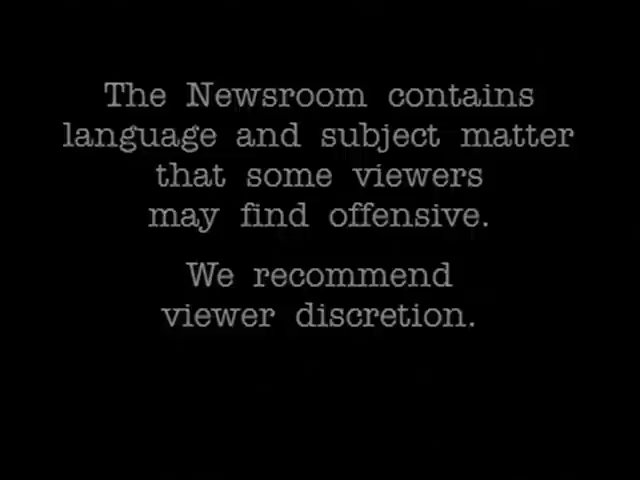 The Newsroom contains
language and subject matter
that some viewers
may find offensive.
We recommend
viewer discretion.